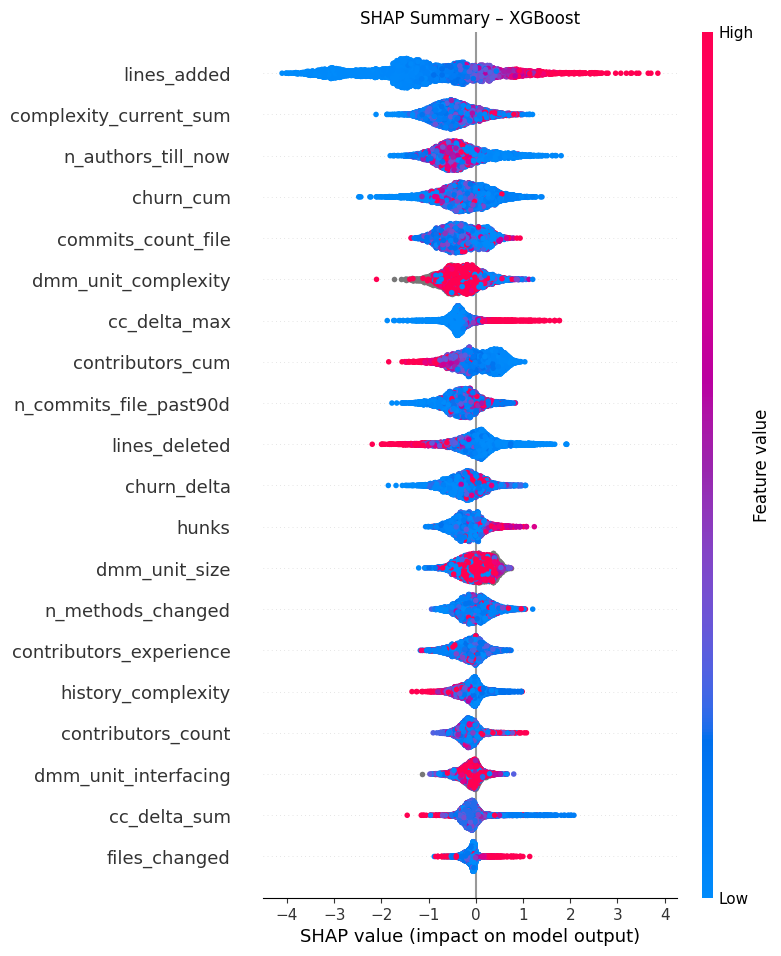 SHAP Summary – XGBoost
High
lines_added
complexity_current_sum
n_authors_till_now
churn_cum
commits_count_file
dmm_unit_complexity
cc_delta_max
contributors_cum
n_commits_file_past90d
lines_deleted
churn_delta
hunks
dmm_unit_size
n_methods_changed
contributors_experience
history_complexity
contributors_count
dmm_unit_interfacing
cc_delta_sum
files_changed
Feature value
Low
−4 −3 −2 −1 0 1 2 3 4
SHAP value (impact on model output)